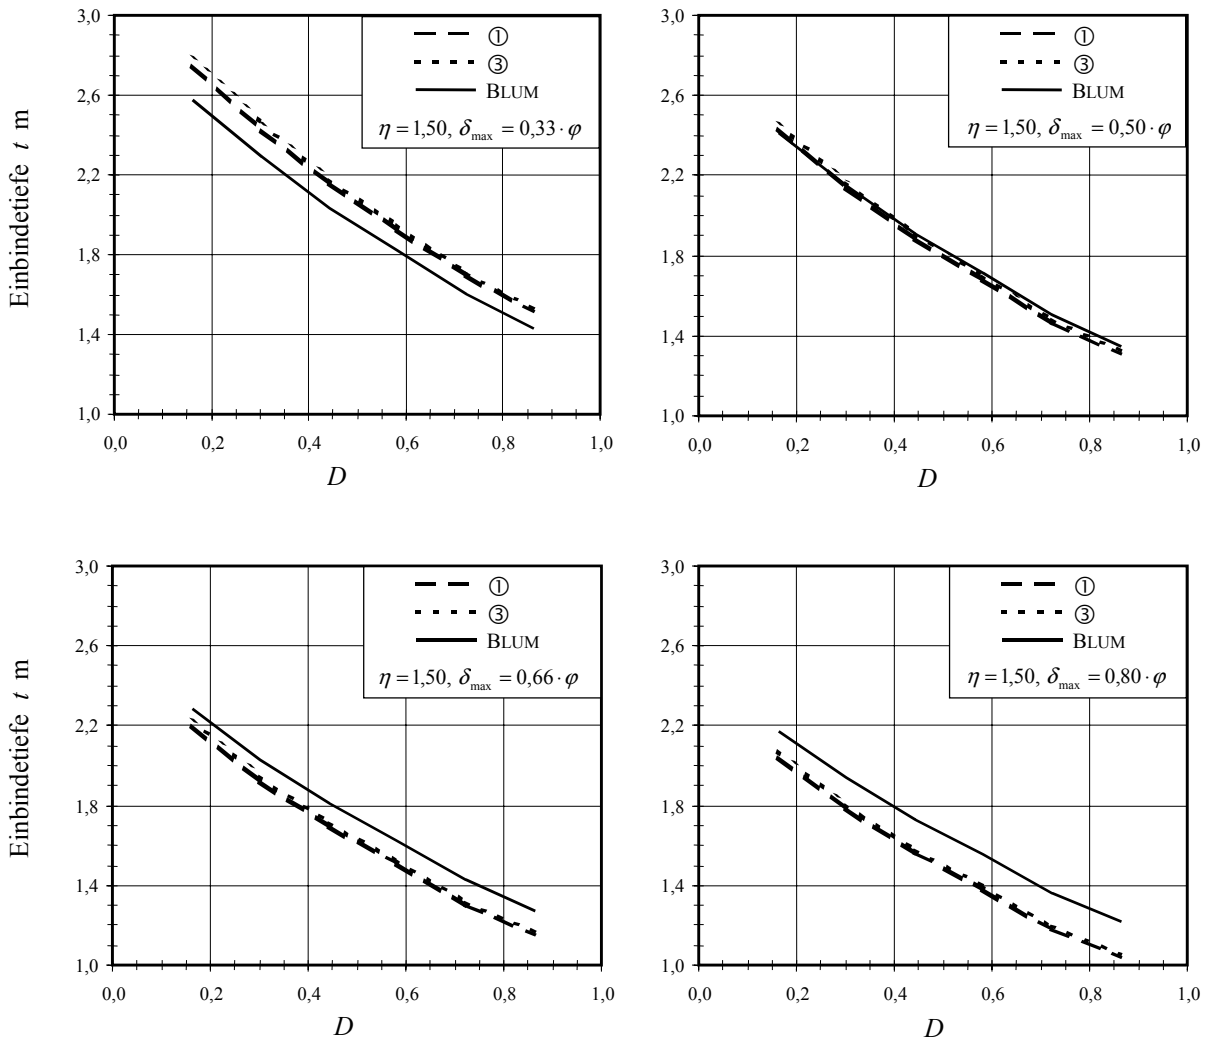 3,0
2,6
2,2
1,8
1,4
1,0
Einbindetiefe t m
①
③
BLUM
η = 1,50, δmax = 0,33 · φ
0,0 0,2 0,4 0,6 0,8 1,0
D
3,0
2,6
2,2
1,8
1,4
1,0
①
③
BLUM
η = 1,50, δmax = 0,50 · φ
0,0 0,2 0,4 0,6 0,8 1,0
D
3,0
2,6
2,2
1,8
1,4
1,0
Einbindetiefe t m
①
③
BLUM
η = 1,50, δmax = 0,66 · φ
0,0 0,2 0,4 0,6 0,8 1,0
D
3,0
2,6
2,2
1,8
1,4
1,0
①
③
BLUM
η = 1,50, δmax = 0,80 · φ
0,0 0,2 0,4 0,6 0,8 1,0
D